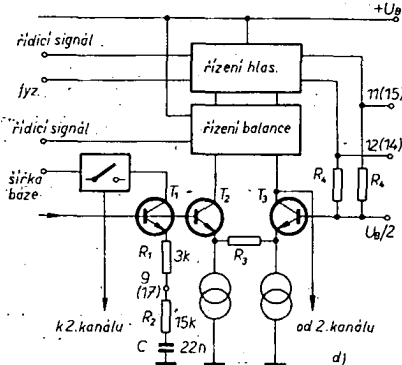 +U_B
řídicí signál
řízení hlas.
fyz.
11(15)
řídicí signál
řízení balance
12(14)
šířka báze
T1
T2
T3
R4
R4
R1
3k
R3
U_B/2
9
(17)
R2
15k
k 2. kanálu
od 2. kanálu
C
22n
d)